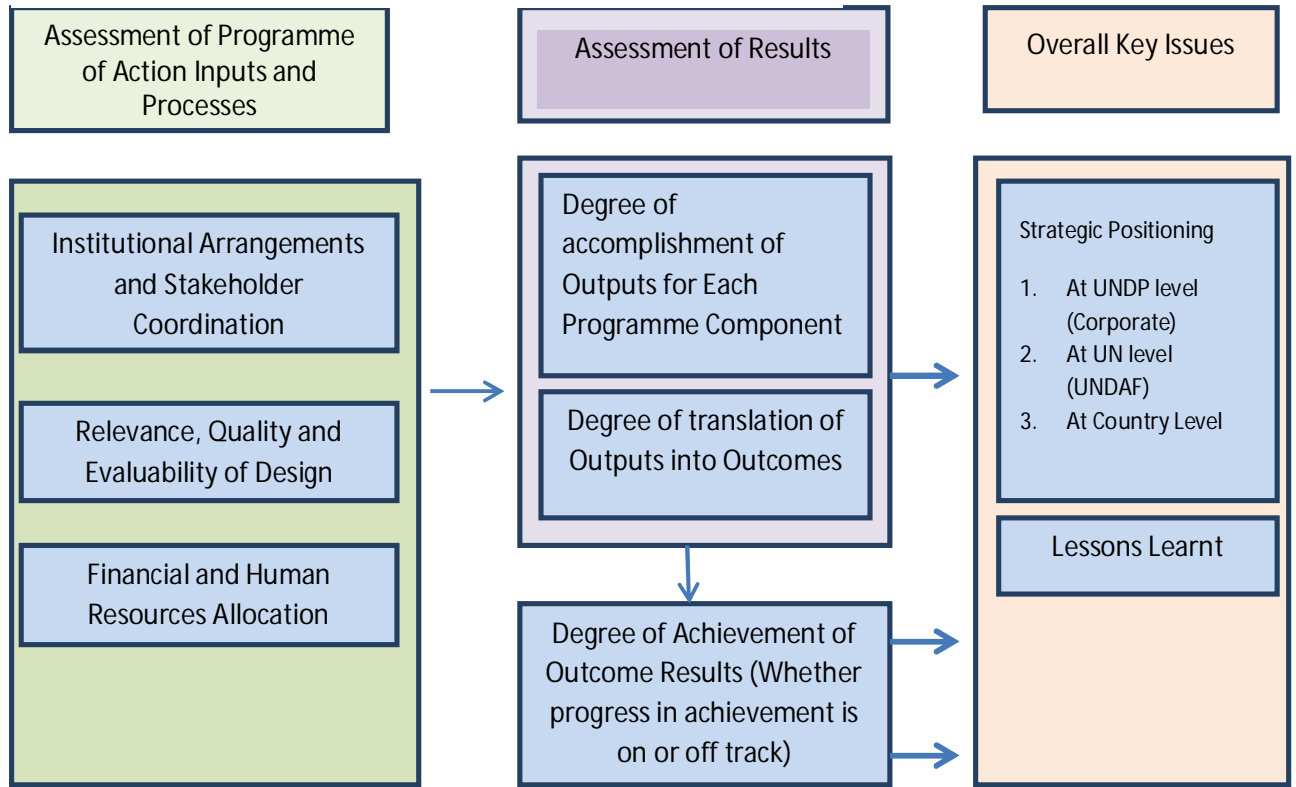 Assessment of Programme
of Action Inputs and
Processes
Assessment of Results
Overall Key Issues
Institutional Arrangements
and Stakeholder
Coordination
Relevance, Quality and
Evaluability of Design
Financial and Human
Resources Allocation
Degree of
accomplishment of
Outputs for Each
Programme Component
Degree of translation of
Outputs into Outcomes
Degree of Achievement of
Outcome Results (Whether
progress in achievement is
on or off track)
Strategic Positioning
1. At UNDP level
(Corporate)
2. At UN level
(UNDAF)
3. At Country Level
Lessons Learnt